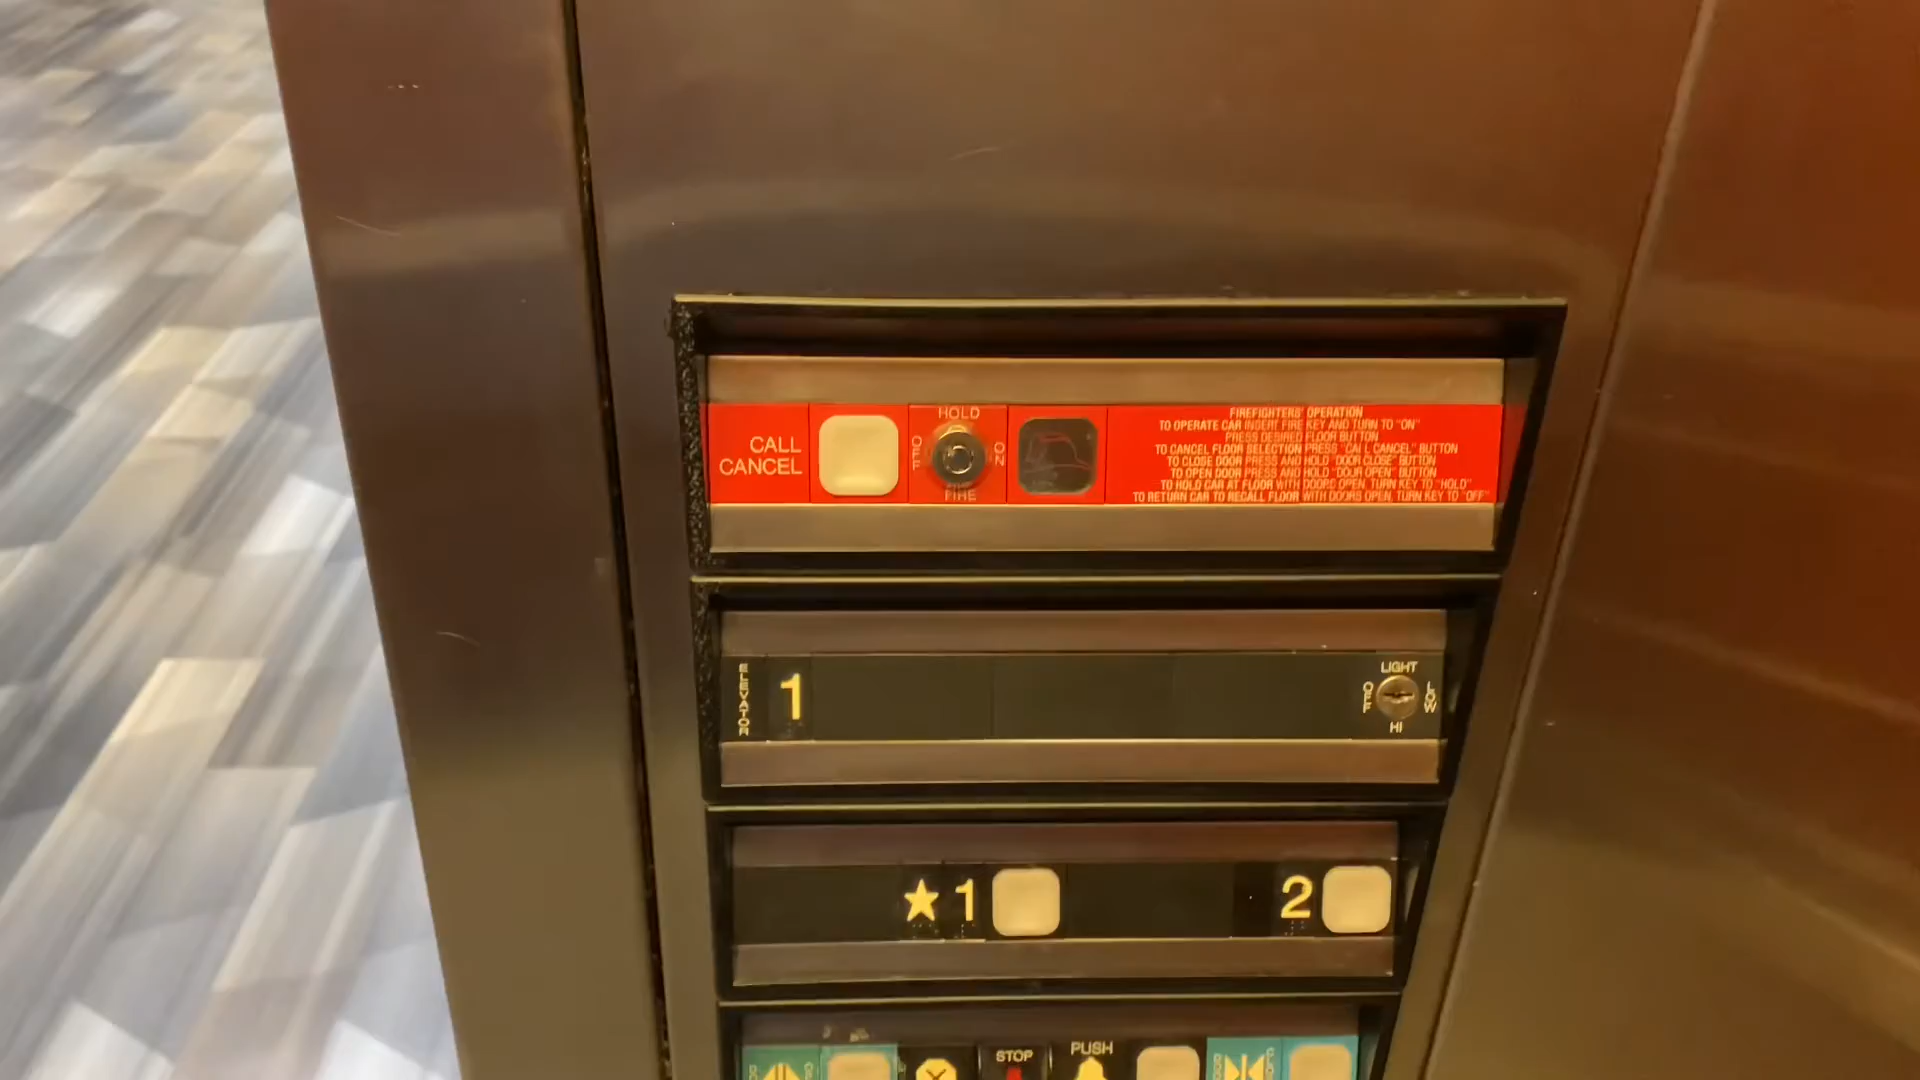 CALL
CANCEL
HOLD
OFF
ON
FIRE
FIREFIGHTERS' OPERATION
TO OPERATE CAR INSERT FIRE KEY AND TURN TO "ON"
PRESS DESIRED FLOOR BUTTON
TO CANCEL FLOOR SELECTION PRESS "CALL CANCEL" BUTTON
TO CLOSE DOOR PRESS AND HOLD "DOOR CLOSE" BUTTON
TO OPEN DOOR PRESS AND HOLD "DOOR OPEN" BUTTON
TO HOLD CAR AT FLOOR WITH DOORS OPEN, TURN KEY TO "HOLD"
TO RETURN CAR TO RECALL FLOOR WITH DOORS OPEN, TURN KEY TO "OFF"
ELEVATOR
1
LIGHT
OFF
LOW
HI
★1
2
STOP
PUSH